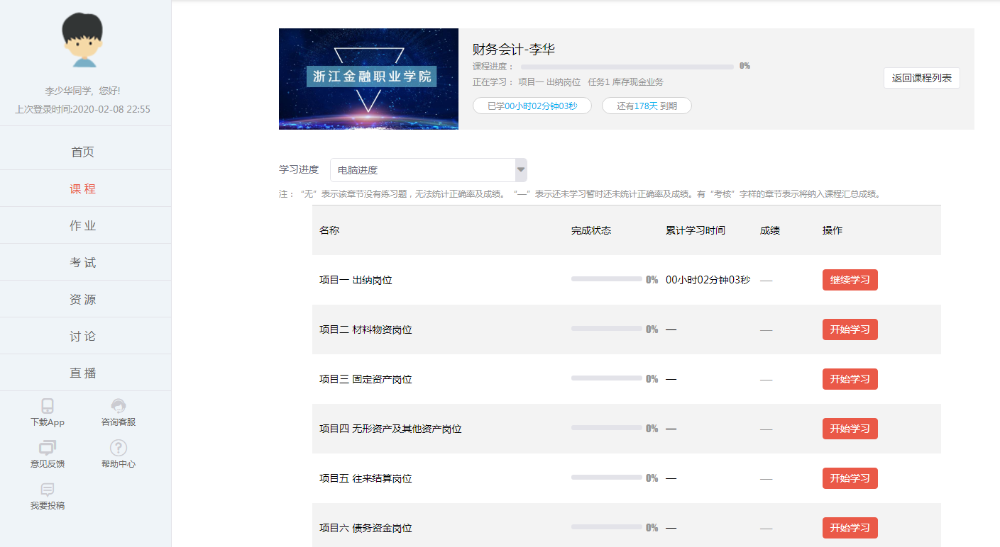 李少华同学，您好!
上次登录时间:2020-02-08 22:55
首页
课 程
作 业
考 试
资 源
讨 论
直 播
下载App
咨询客服
意见反馈
帮助中心
我要投稿
浙江金融职业学院
财务会计-李华
课程进度： 0%
正在学习： 项目一 出纳岗位 任务1 库存现金业务
已学00小时02分钟03秒 还有178天 到期
返回课程列表
学习进度 电脑进度
注：“无”表示该章节没有练习题，无法统计正确率及成绩。“—”表示还未学习暂时还未统计正确率及成绩。有“考核”字样的章节表示将纳入课程汇总成绩。
名称 完成状态 累计学习时间 成绩 操作
项目一 出纳岗位 0% 00小时02分钟03秒 — 继续学习
项目二 材料物资岗位 0% — — 开始学习
项目三 固定资产岗位 0% — — 开始学习
项目四 无形资产及其他资产岗位 0% — — 开始学习
项目五 往来结算岗位 0% — — 开始学习
项目六 债务资金岗位 0% — — 开始学习